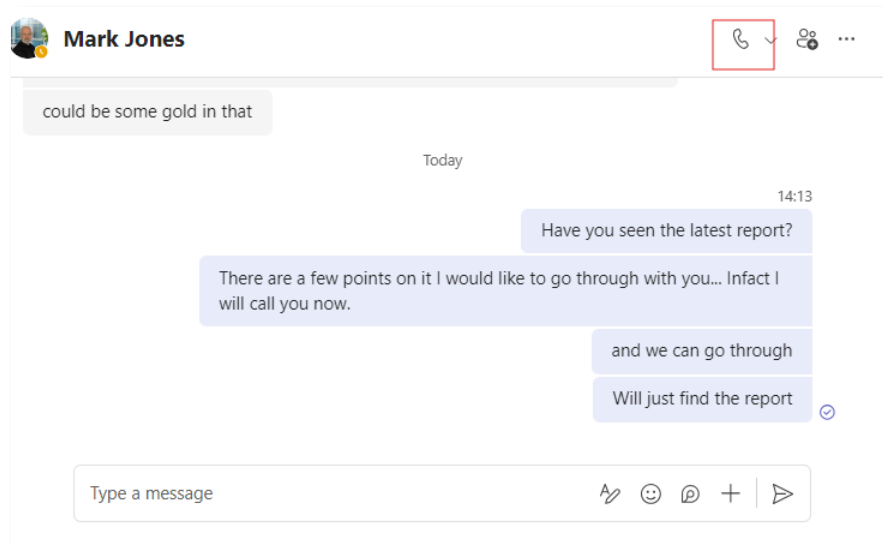 Mark Jones
could be some gold in that
Today
14:13
Have you seen the latest report?
There are a few points on it I would like to go through with you... Infact I
will call you now.
and we can go through
Will just find the report
Type a message